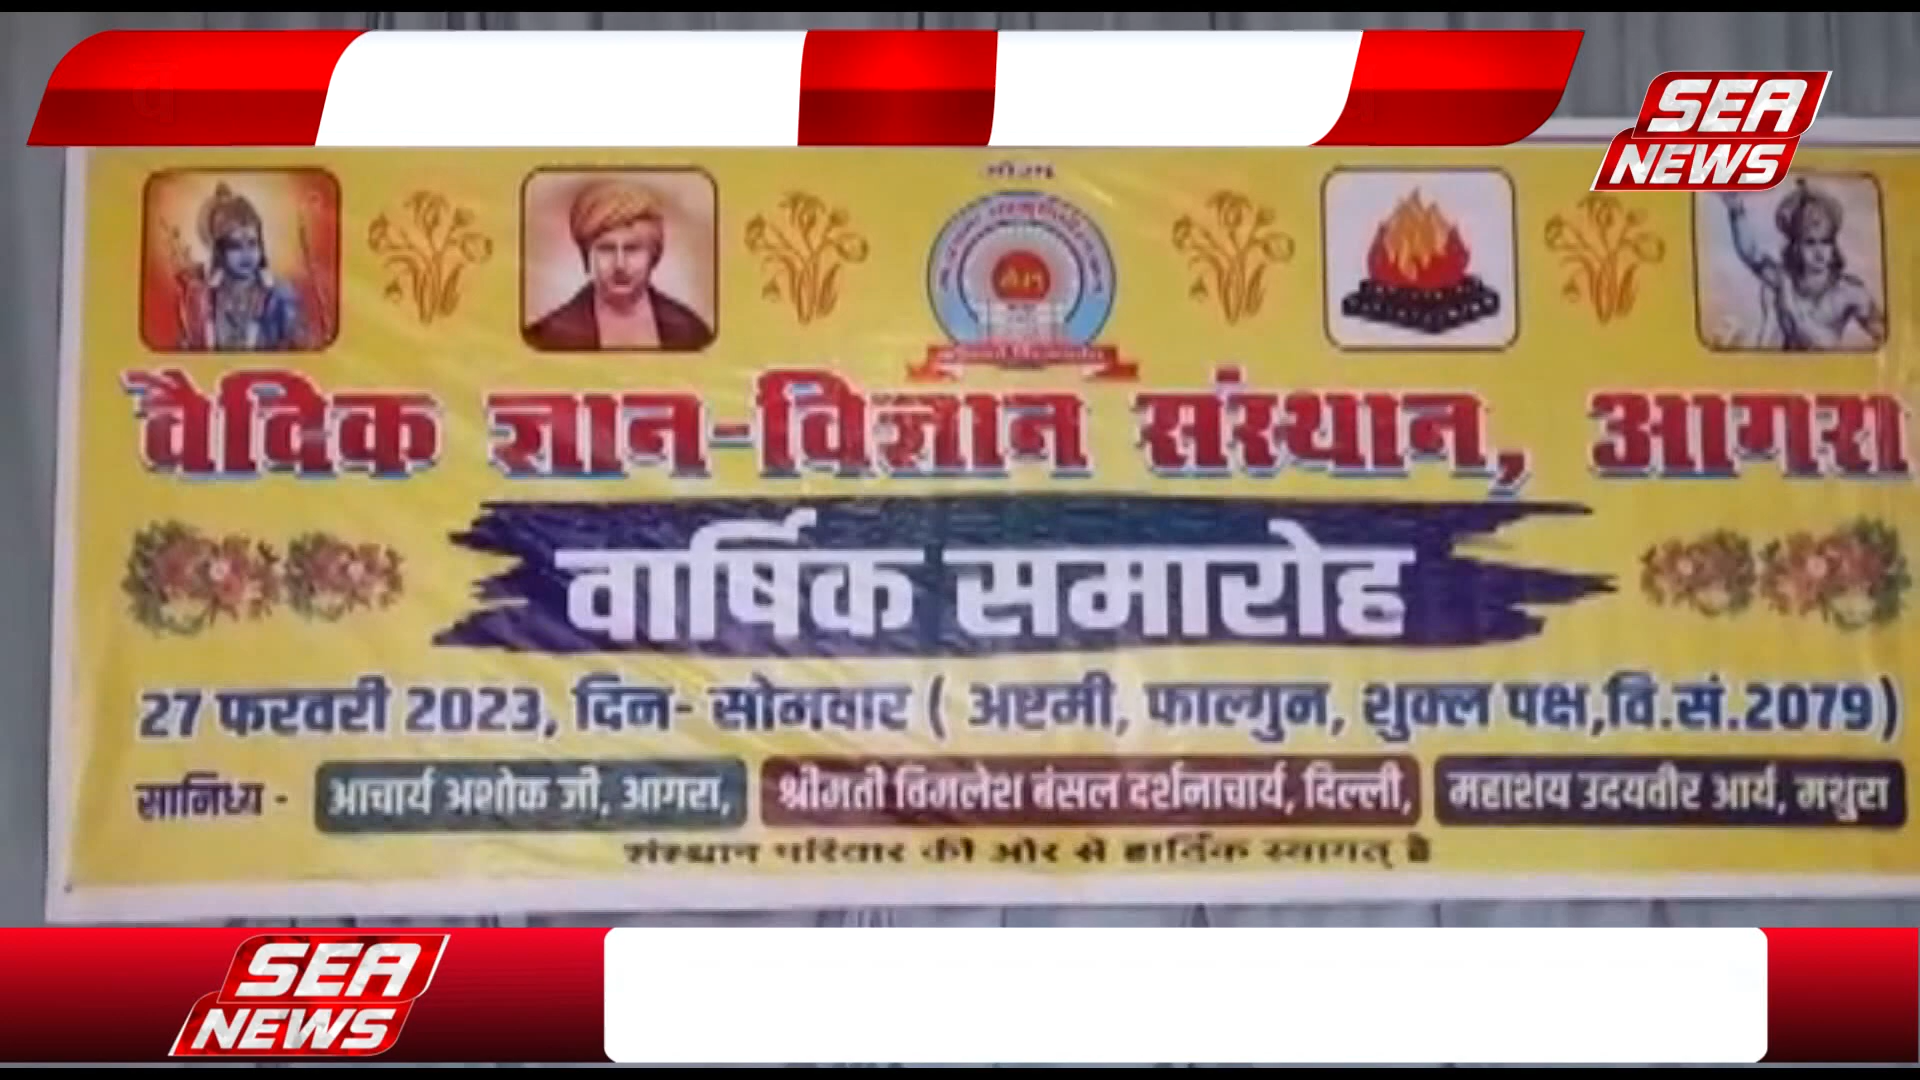 SEA
NEWS
ओ३म्
वैदिक ज्ञान-विज्ञान संस्थान, आगरा
वार्षिक समारोह
27 फरवरी 2023, दिन- सोमवार ( अष्टमी, फाल्गुन, शुक्ल पक्ष,वि.सं.2079)
सानिध्य - आचार्य अशोक जी, आगरा, श्रीमती विमलेश बंसल दर्शनाचार्य, दिल्ली, महाशय उदयवीर आर्य, मथुरा
संस्थान परिवार की ओर से हार्दिक स्वागत् है
SEA
NEWS